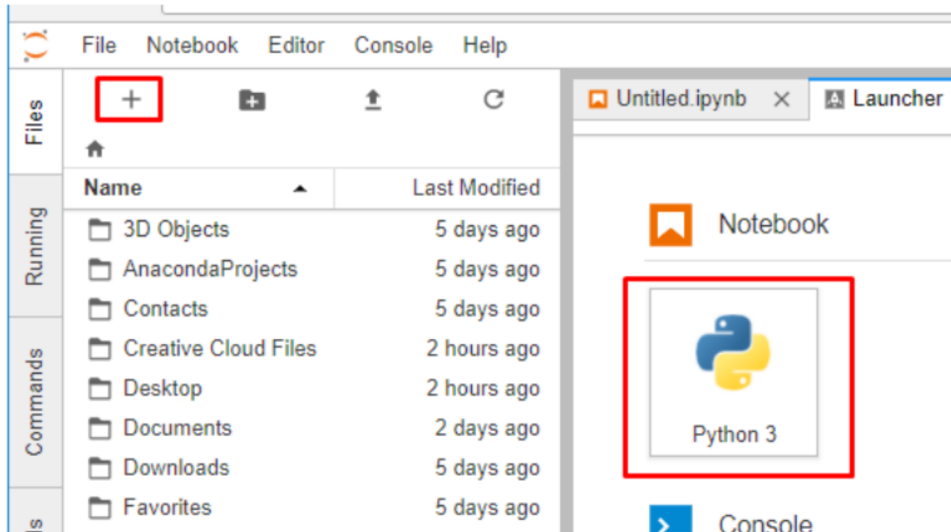 File Notebook Editor Console Help
Files
Running
Commands
Untitled.ipynb
Launcher
Name Last Modified
3D Objects 5 days ago
AnacondaProjects 5 days ago
Contacts 5 days ago
Creative Cloud Files 2 hours ago
Desktop 2 hours ago
Documents 2 days ago
Downloads 5 days ago
Favorites 5 days ago
Notebook
Python 3
Console